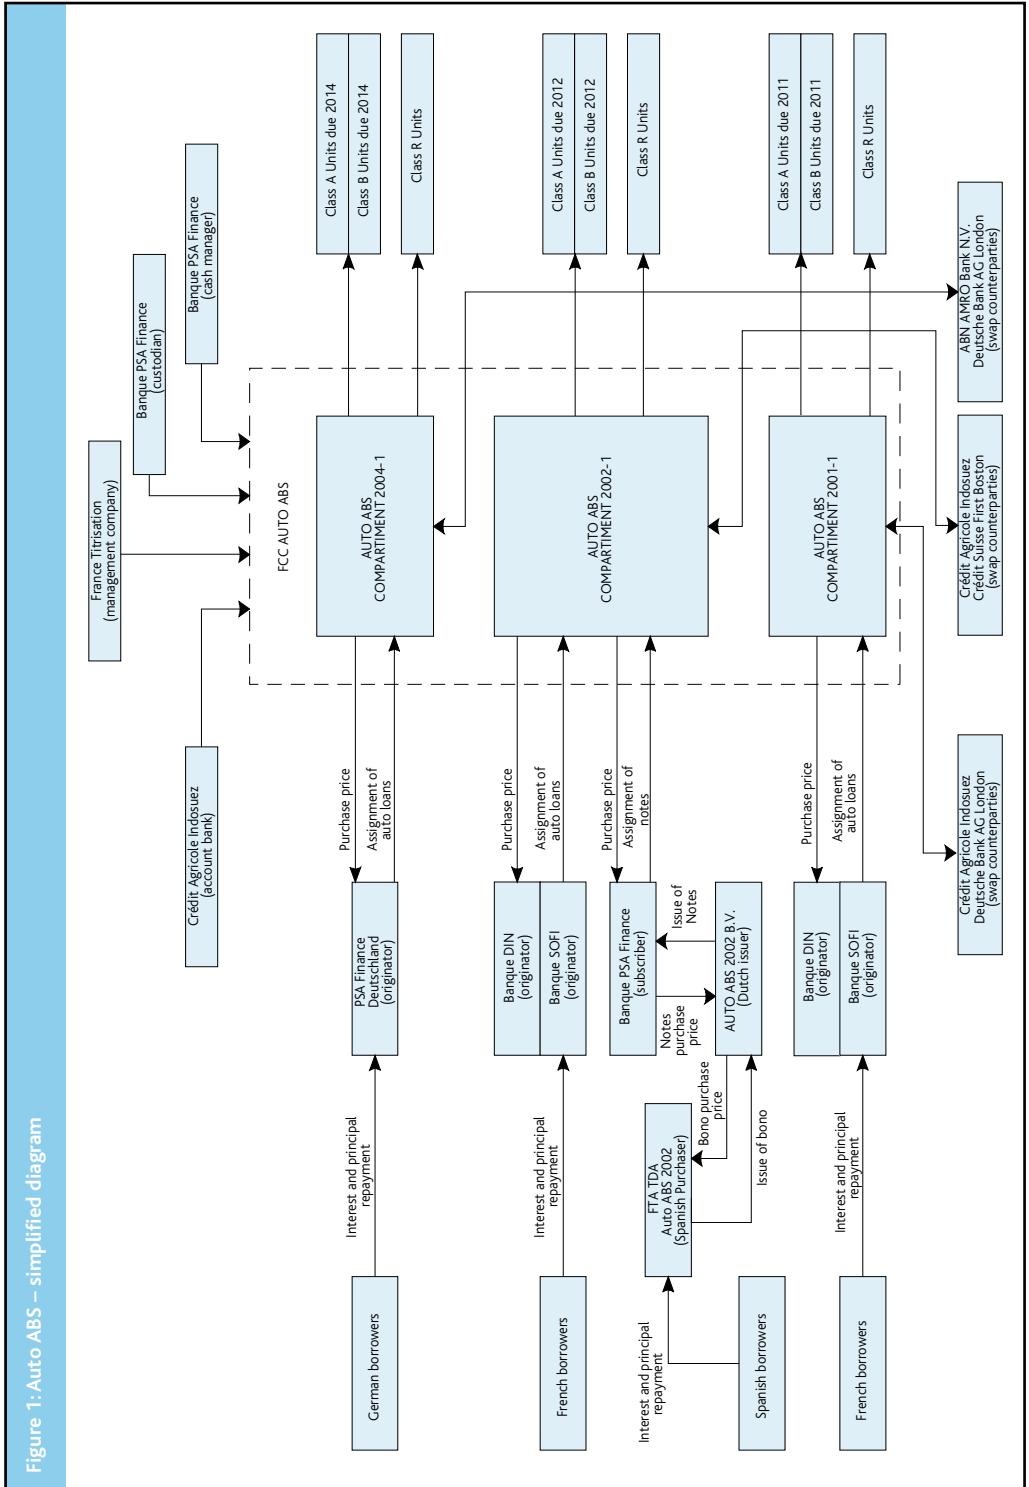 Figure 1: Auto ABS – simplified diagram
France Titrisation
(management company)
Banque PSA Finance
(custodian)
Crédit Agricole Indosuez
(account bank)
Banque PSA Finance
(cash manager)
FCC AUTO ABS
German borrowers
Interest and principal
repayment
PSA Finance
Deutschland
(originator)
Purchase price
Assignment of
auto loans
AUTO ABS
COMPARTIMENT 2004-1
Class A Units due 2014
Class B Units due 2014
Class R Units
French borrowers
Interest and principal
repayment
Banque DIN
(originator)
Banque SOFI
(originator)
Purchase price
Assignment of
auto loans
AUTO ABS
COMPARTIMENT 2002-1
Class A Units due 2012
Class B Units due 2012
Class R Units
Purchase price
Assignment of
notes
Banque PSA Finance
(subscriber)
Issue of
Notes
Notes
purchase
price
AUTO ABS 2002 B.V.
(Dutch issuer)
Bono purchase
price
Issue of bono
FTA TDA
Auto ABS 2002
(Spanish Purchaser)
Interest and principal
repayment
Spanish borrowers
French borrowers
Interest and principal
repayment
Banque DIN
(originator)
Banque SOFI
(originator)
Purchase price
Assignment of
auto loans
AUTO ABS
COMPARTIMENT 2001-1
Class A Units due 2011
Class B Units due 2011
Class R Units
Crédit Agricole Indosuez
Deutsche Bank AG London
(swap counterparties)
Crédit Agricole Indosuez
Crédit Suisse First Boston
(swap counterparties)
ABN AMRO Bank N.V.
Deutsche Bank AG London
(swap counterparties)